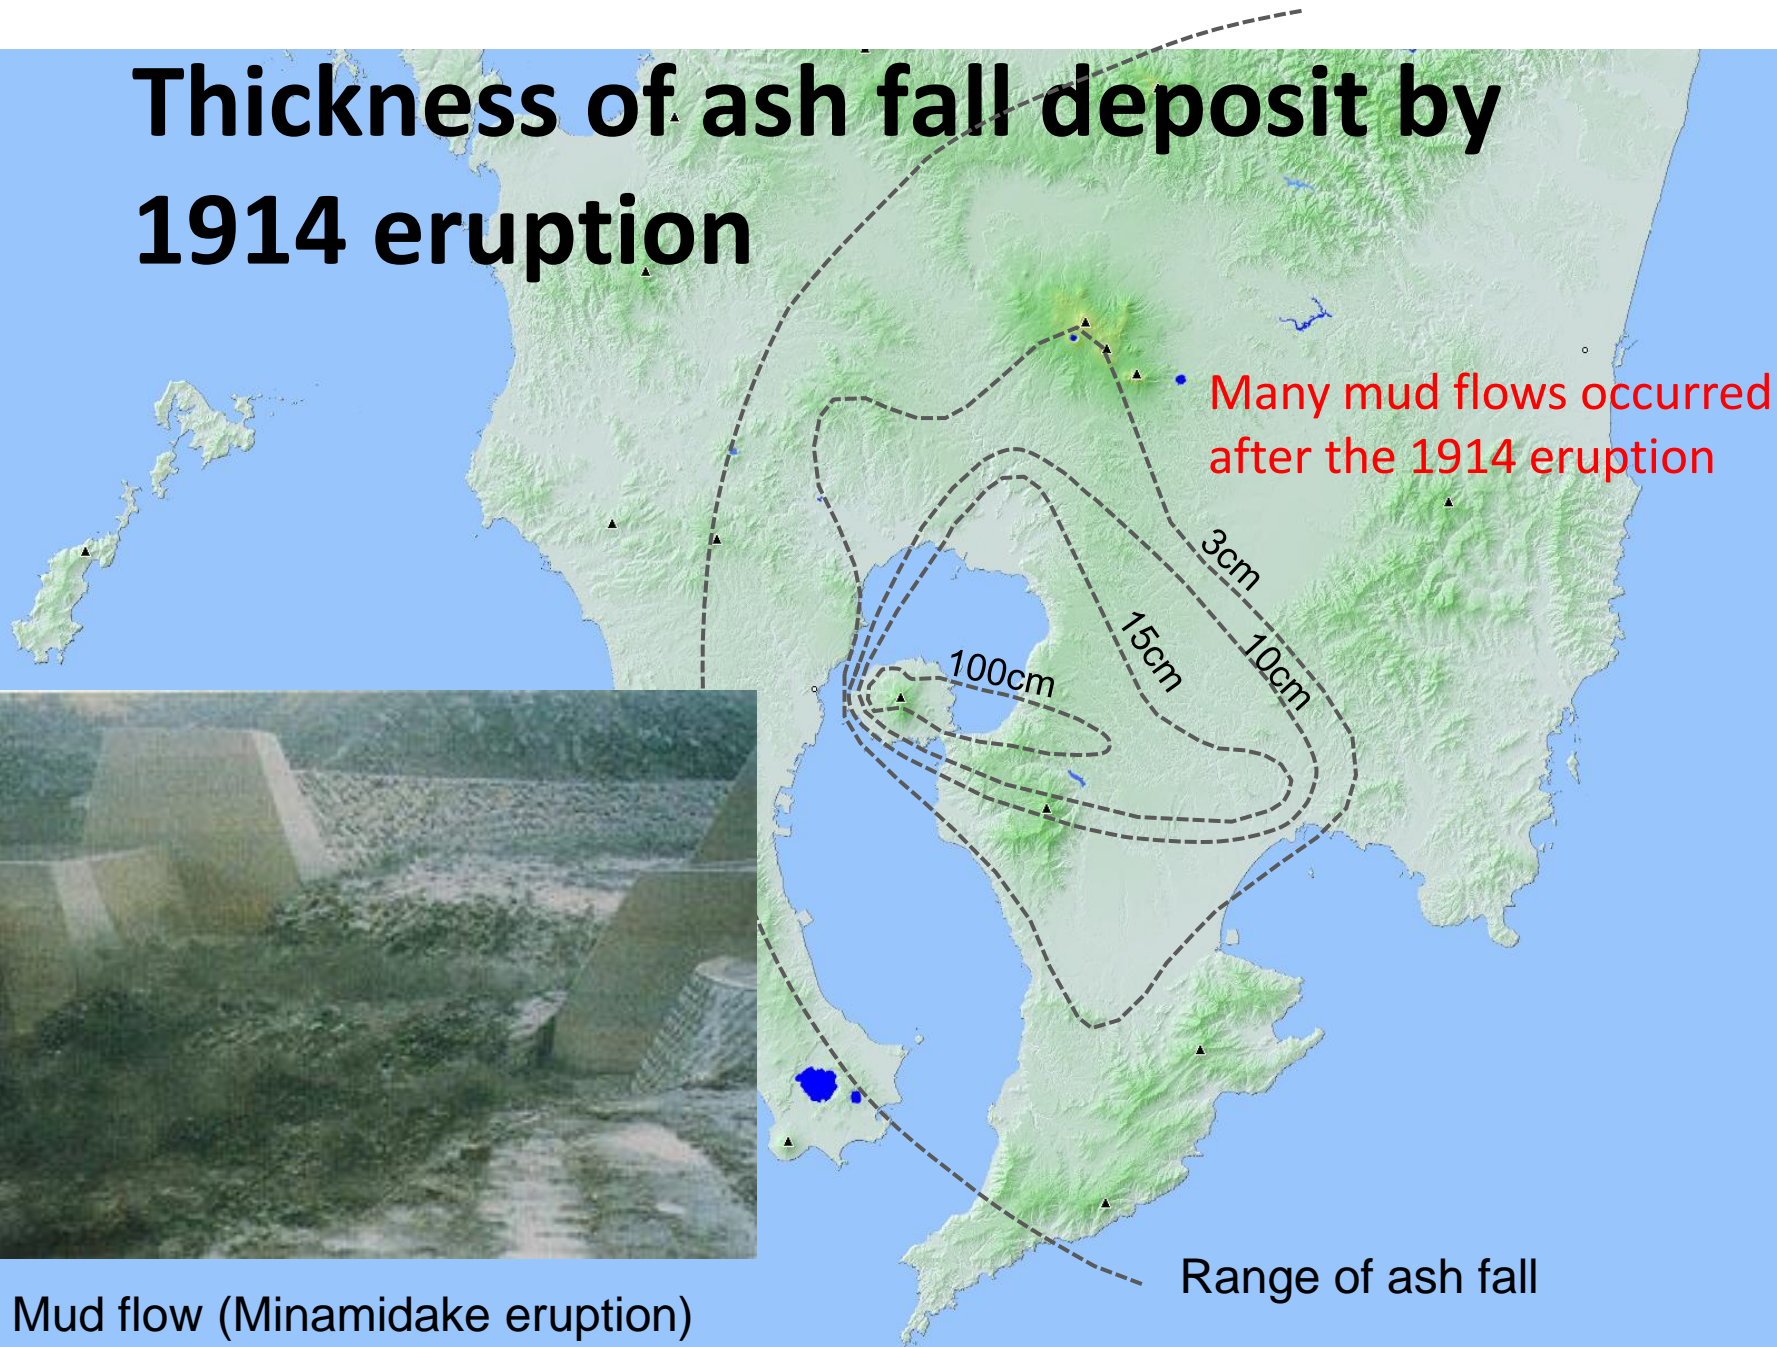 Thickness of ash fall deposit by
1914 eruption
Many mud flows occurred
after the 1914 eruption
3cm
10cm
15cm
100cm
Range of ash fall
Mud flow (Minamidake eruption)